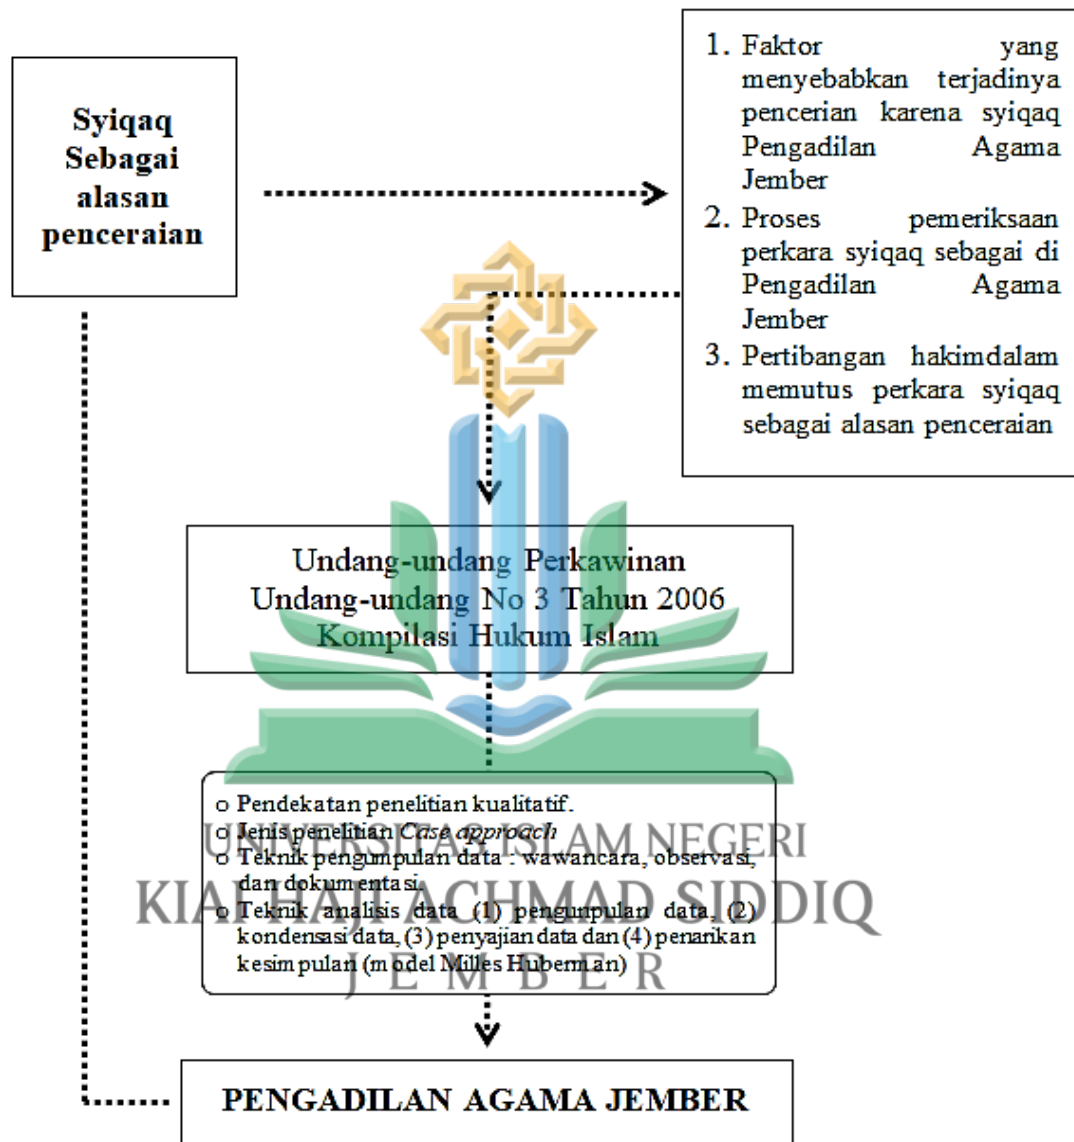 Syiqaq
Sebagai
alasan
penceraian
1. Faktor yang
menyebabkan terjadinya
pencerian karena syiqaq
Pengadilan Agama
Jember
2. Proses pemeriksaan
perkara syiqaq sebagai di
Pengadilan Agama
Jember
3. Pertibangan hakimdalam
memutus perkara syiqaq
sebagai alasan penceraian
Undang-undang Perkawinan
Undang-undang No 3 Tahun 2006
Kompilasi Hukum Islam
o Pendekatan penelitian kualitatif.
o Jenis penelitian Case approach
o Teknik pengumpulan data : wawancara, observasi,
dan dokumentasi.
o Teknik analisis data (1) pengunpulan data, (2)
kondensasi data, (3) penyajian data dan (4) penarikan
kesimpulan (model Milles Huberman)
UNIVERSITAS ISLAM NEGERI
KIAI HAJI ACHMAD SIDDIQ
JEMBER
PENGADILAN AGAMA JEMBER